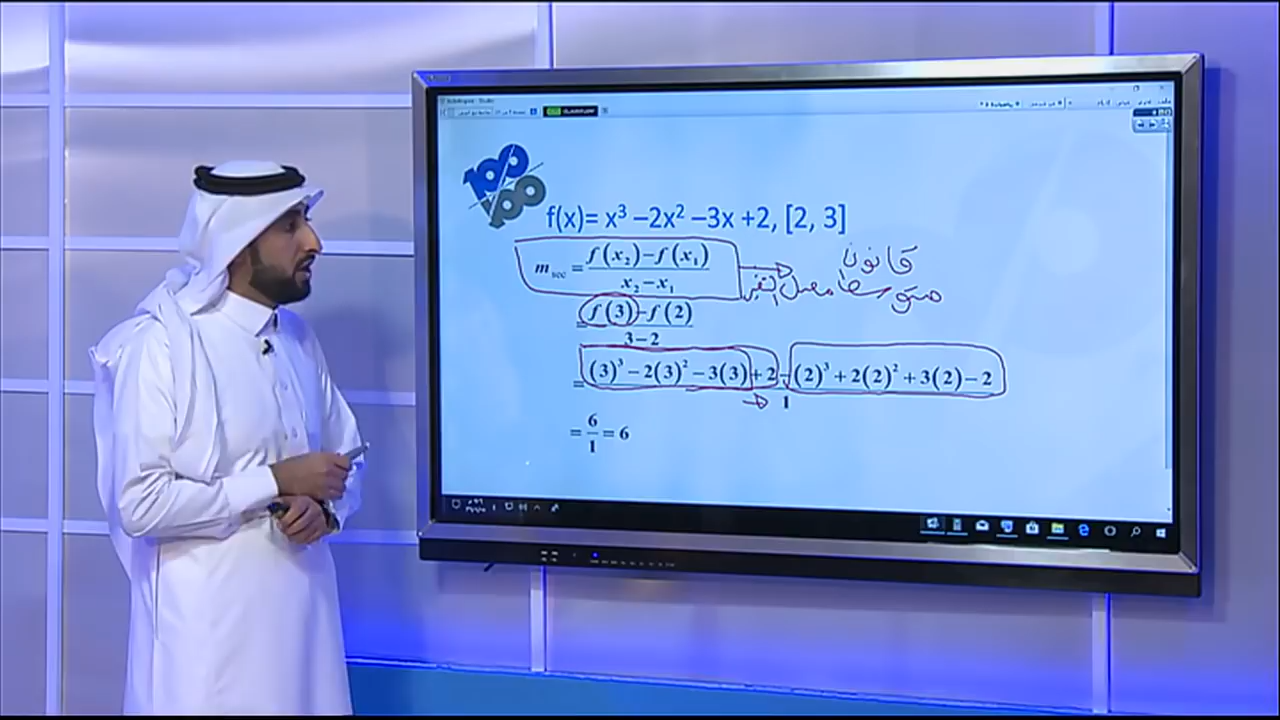 100
100
f(x)= x³ −2x² −3x +2, [2, 3]
m sec = f(x₂)−f(x₁) / x₂−x₁
قانون
متوسط معدل التغير
= f(3)−f(2) / 3−2
= (3)³ − 2(3)² − 3(3) + 2 − (2)³ + 2(2)² + 3(2) − 2 / 1
= 6/1 = 6